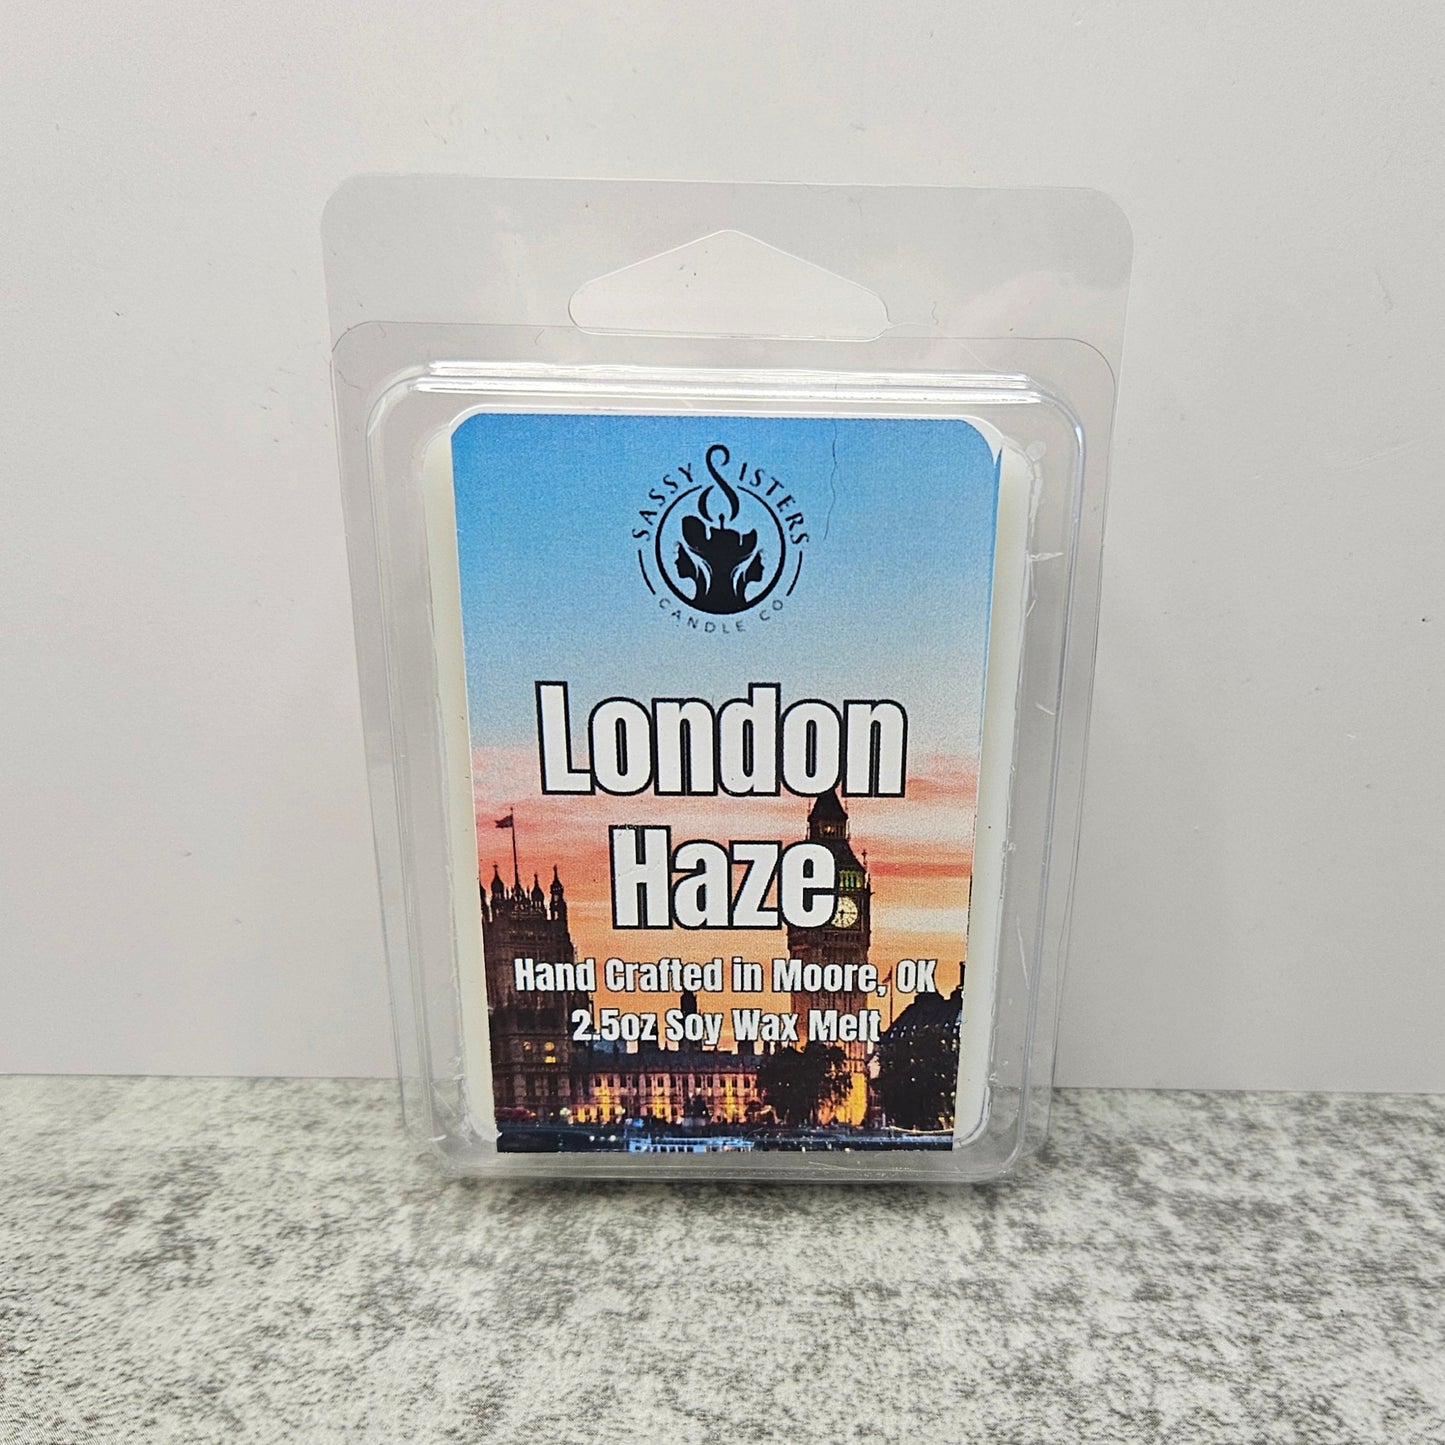 SASSY SISTERS
CANDLE CO
London
Haze
Hand Crafted in Moore, OK
2.5oz Soy Wax Melt